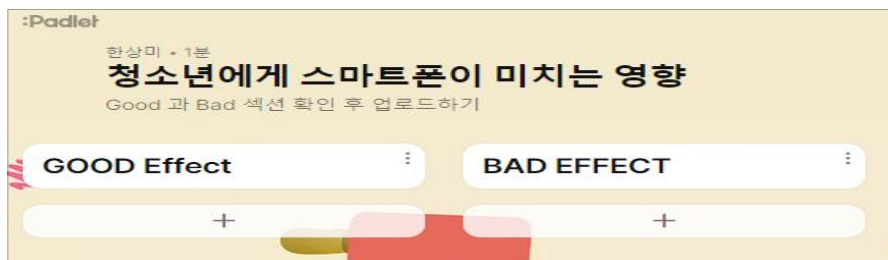 :Padlet
한상미 • 1분
청소년에게 스마트폰이 미치는 영향
Good 과 Bad 섹션 확인 후 업로드하기
GOOD Effect
BAD EFFECT
+
+